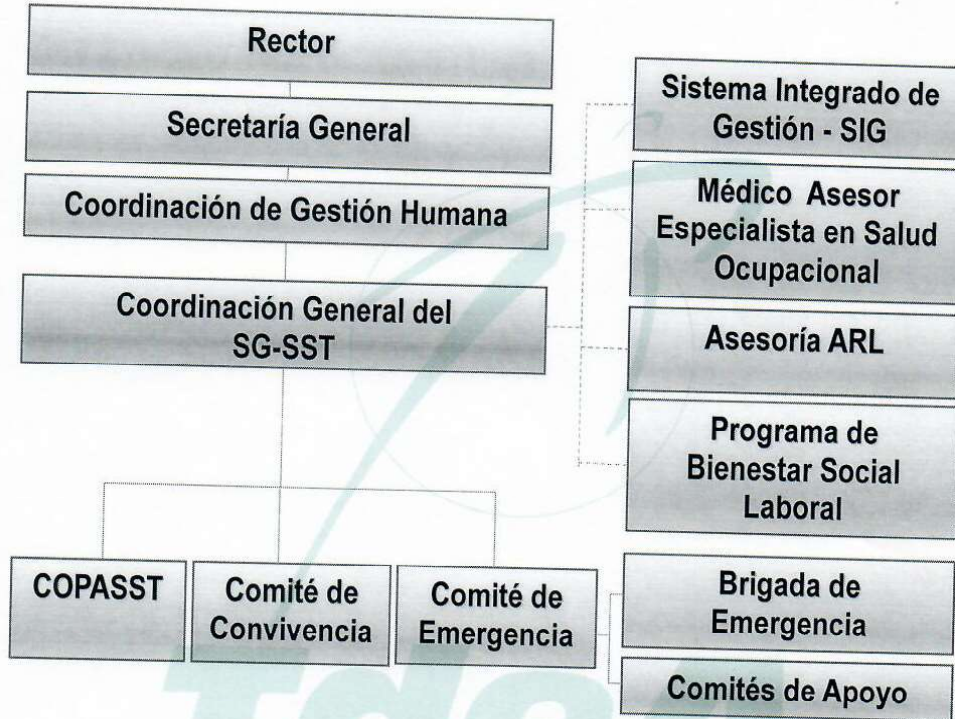 Rector
Secretaría General
Coordinación de Gestión Humana
Coordinación General del
SG-SST
Sistema Integrado de
Gestión - SIG
Médico Asesor
Especialista en Salud
Ocupacional
Asesoría ARL
Programa de
Bienestar Social
Laboral
COPASST
Comité de
Convivencia
Comité de
Emergencia
Brigada de
Emergencia
Comités de Apoyo